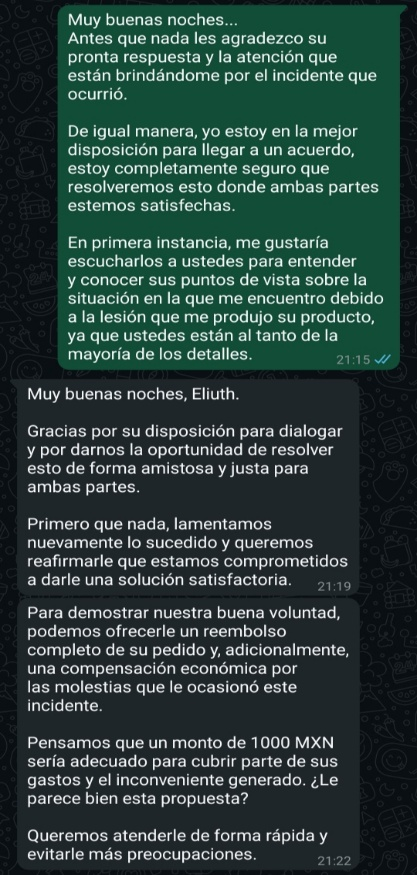 Muy buenas noches...
Antes que nada les agradezco su
pronta respuesta y la atención que
están brindándome por el incidente que
ocurrió.
De igual manera, yo estoy en la mejor
disposición para llegar a un acuerdo,
estoy completamente seguro que
resolveremos esto donde ambas partes
estemos satisfechas.
En primera instancia, me gustaría
escucharlos a ustedes para entender
y conocer sus puntos de vista sobre la
situación en la que me encuentro debido
a la lesión que me produjo su producto,
ya que ustedes están al tanto de la
mayoría de los detalles.
21:15
Muy buenas noches, Eliuth.
Gracias por su disposición para dialogar
y por darnos la oportunidad de resolver
esto de forma amistosa y justa para
ambas partes.
Primero que nada, lamentamos
nuevamente lo sucedido y queremos
reafirmarle que estamos comprometidos
a darle una solución satisfactoria.
21:19
Para demostrar nuestra buena voluntad,
podemos ofrecerle un reembolso
completo de su pedido y, adicionalmente,
una compensación económica por
las molestias que le ocasionó este
incidente.
Pensamos que un monto de 1000 MXN
sería adecuado para cubrir parte de sus
gastos y el inconveniente generado. ¿Le
parece bien esta propuesta?
Queremos atenderle de forma rápida y
evitarle más preocupaciones.
21:22